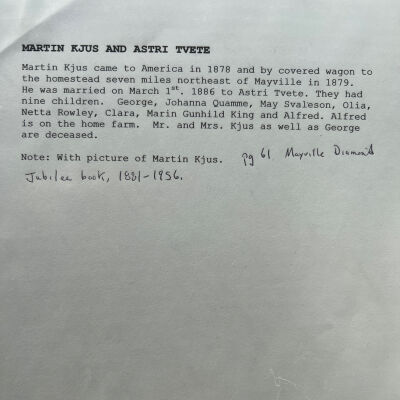 MARTIN KJUS AND ASTRI TVETE
Martin Kjus came to America in 1878 and by covered wagon to
the homestead seven miles northeast of Mayville in 1879.
He was married on March 1st. 1886 to Astri Tvete. They had
nine children. George, Johanna Quamme, May Svaleson, Olia,
Netta Rowley, Clara, Marin Gunhild King and Alfred. Alfred
is on the home farm. Mr. and Mrs. Kjus as well as George
are deceased.
Note: With picture of Martin Kjus. pg 61 Mayville Diamond
Jubilee book, 1881-1956.